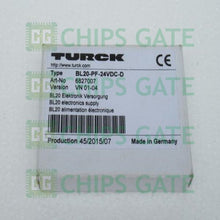 CHIPS GATE
TURCK
http://www.turck.com
Type BL20-PF-24VDC-D
Art-No 6827007
Version VN 01-04
BL20 Elektronik Versorgung
BL20 electronics supply
BL20 alimentation électronique
Production 45/2015/07 Made in Germany